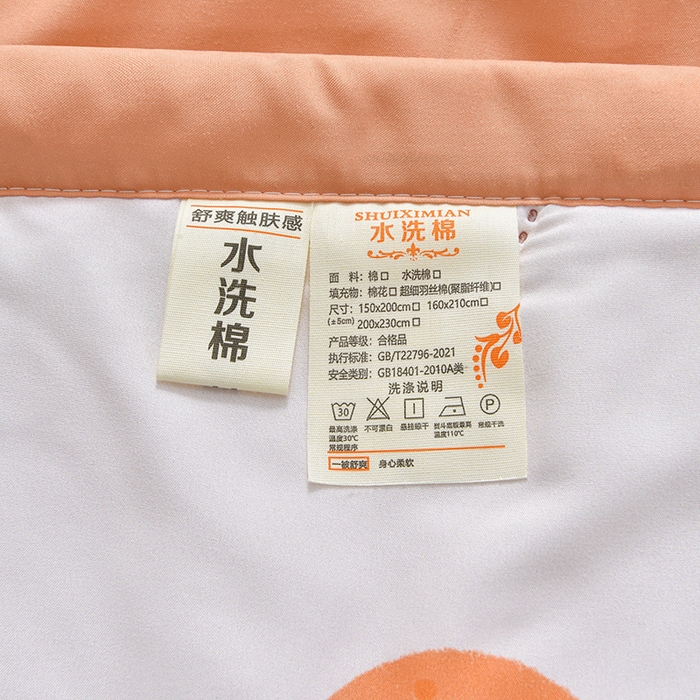 舒爽触肤感
水洗棉
SHUIXIMIAN
水洗棉
面 料：棉□ 水洗棉□
填充物：棉花□ 超细羽丝棉(聚脂纤维)□
尺寸：150x200cm□ 160x210cm□
(±5cm) 200x230cm□
产品等级：合格品
执行标准：GB/T22796-2021
安全类别：GB18401-2010A类
洗涤说明
30 P
最高洗涤温度30℃常规程序
不可漂白
悬挂晾干
熨斗底板最高温度110℃
常规干洗
一被舒爽 身心柔软